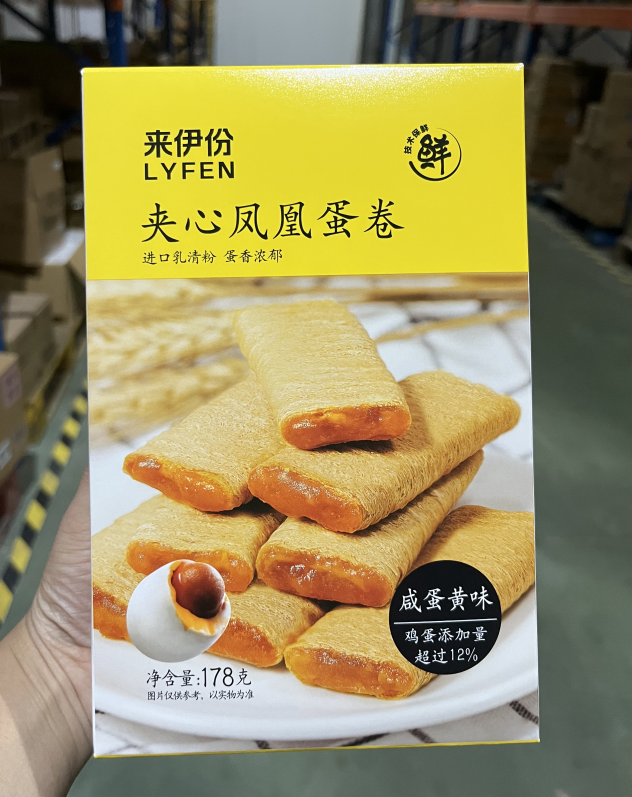 来伊份
LYFEN
技术保鲜
鲜
夹心凤凰蛋卷
进口乳清粉 蛋香浓郁
咸蛋黄味
鸡蛋添加量
超过12%
净含量:178克
图片仅供参考，以实物为准